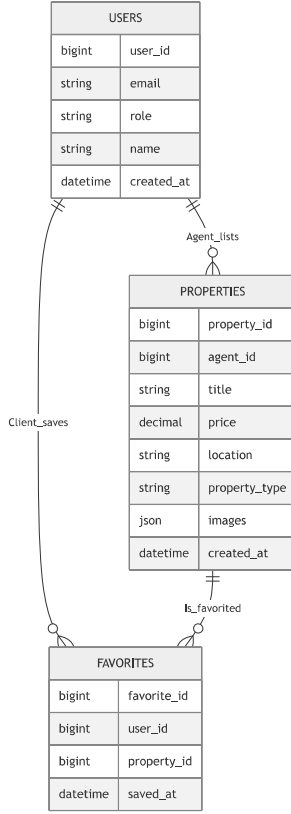 USERS
bigint user_id
string email
string role
string name
datetime created_at
Agent_lists
PROPERTIES
bigint property_id
bigint agent_id
string title
decimal price
string location
string property_type
json images
datetime created_at
Client_saves
Is_favorited
FAVORITES
bigint favorite_id
bigint user_id
bigint property_id
datetime saved_at